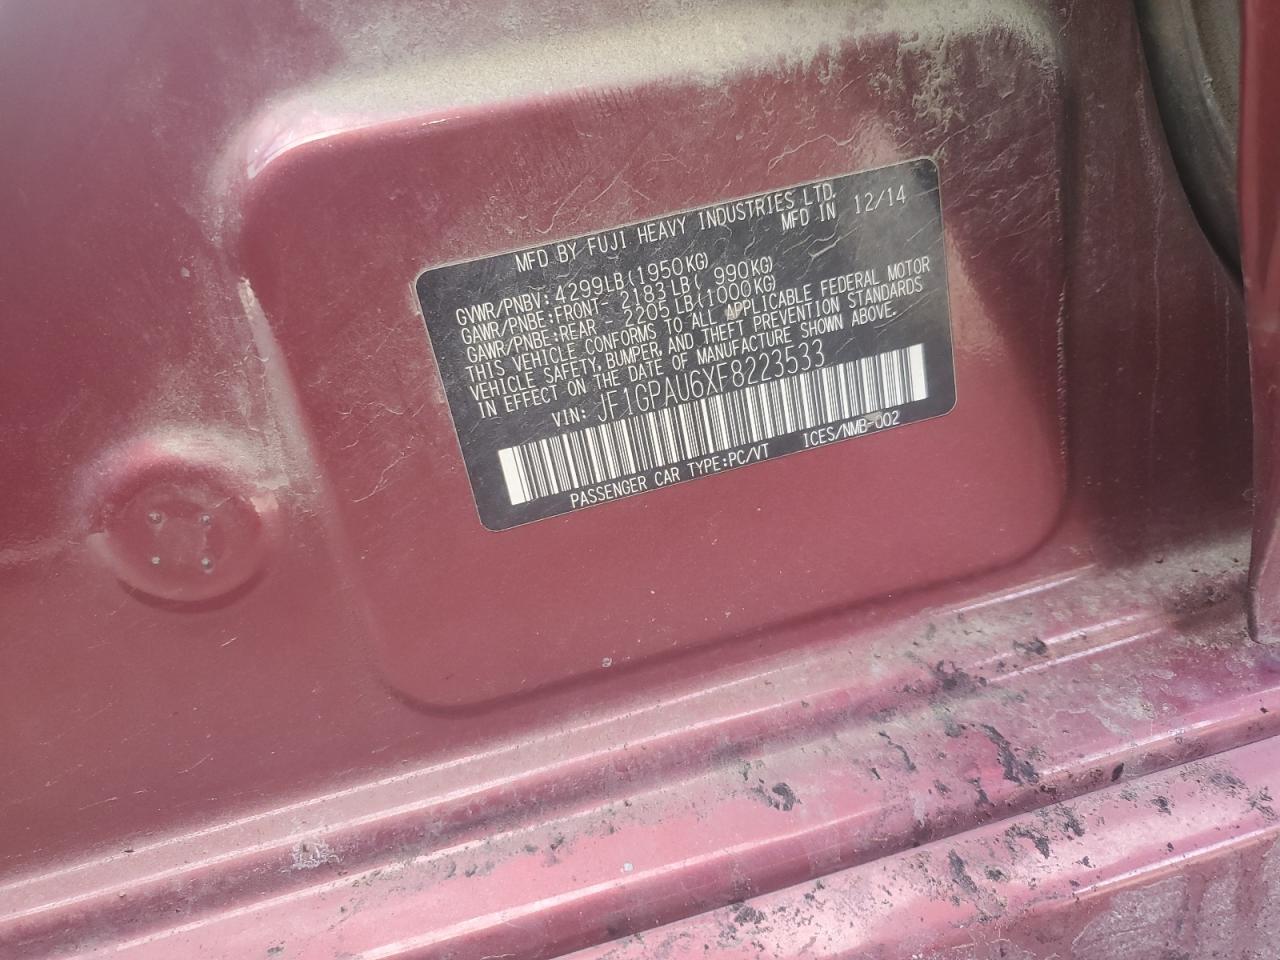 MFD BY FUJI HEAVY INDUSTRIES LTD.
MFD IN 12/14
GVWR/PNBV: 4299LB(1950KG)
GAWR/PNBE:FRONT- 2183LB( 990KG)
GAWR/PNBE:REAR - 2205LB(1000KG)
THIS VEHICLE CONFORMS TO ALL APPLICABLE FEDERAL MOTOR
VEHICLE SAFETY, BUMPER, AND THEFT PREVENTION STANDARDS
IN EFFECT ON THE DATE OF MANUFACTURE SHOWN ABOVE.
VIN: JF1GPAU6XF8223533
PASSENGER CAR TYPE:PC/VT ICES/NMB-002